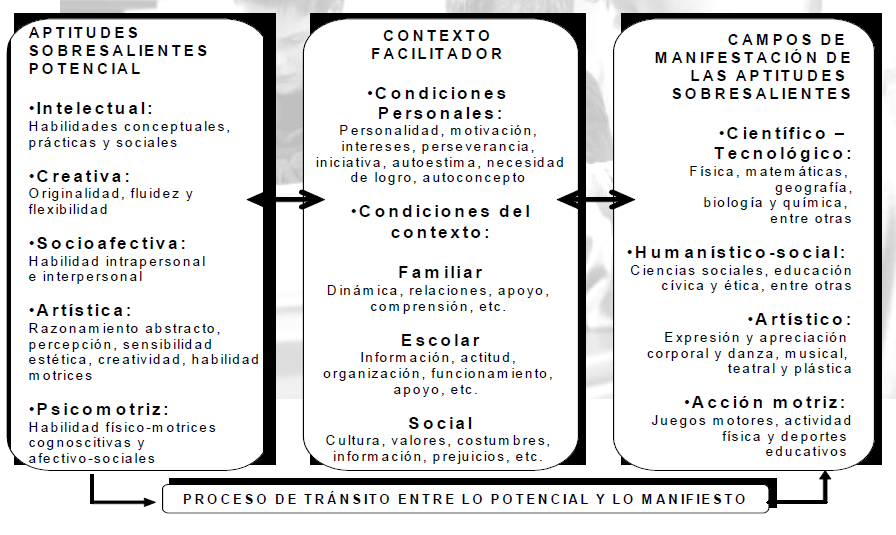 APTITUDES
SOBRESALIENTES
POTENCIAL
•Intelectual:
Habilidades conceptuales,
prácticas y sociales
•Creativa:
Originalidad, fluidez y
flexibilidad
•Socioafectiva:
Habilidad intrapersonal
e interpersonal
•Artística:
Razonamiento abstracto,
percepción, sensibilidad
estética, creatividad, habilidad
motrices
•Psicomotriz:
Habilidad físico-motrices
cognoscitivas y
afectivo-sociales
CONTEXTO
FACILITADOR
•Condiciones
Personales:
Personalidad, motivación,
intereses, perseverancia,
iniciativa, autoestima, necesidad
de logro, autoconcepto
•Condiciones del
contexto:
Familiar
Dinámica, relaciones, apoyo,
comprensión, etc.
Escolar
Información, actitud,
organización, funcionamiento,
apoyo, etc.
Social
Cultura, valores, costumbres,
información, prejuicios, etc.
CAMPOS DE
MANIFESTACIÓN DE
LAS APTITUDES
SOBRESALIENTES
•Científico –
Tecnológico:
Física, matemáticas,
geografía,
biología y química,
entre otras
•Humanístico-social:
Ciencias sociales, educación
cívica y ética, entre otras
•Artístico:
Expresión y apreciación
corporal y danza, musical,
teatral y plástica
•Acción motriz:
Juegos motores, actividad
física y deportes
educativos
PROCESO DE TRÁNSITO ENTRE LO POTENCIAL Y LO MANIFIESTO